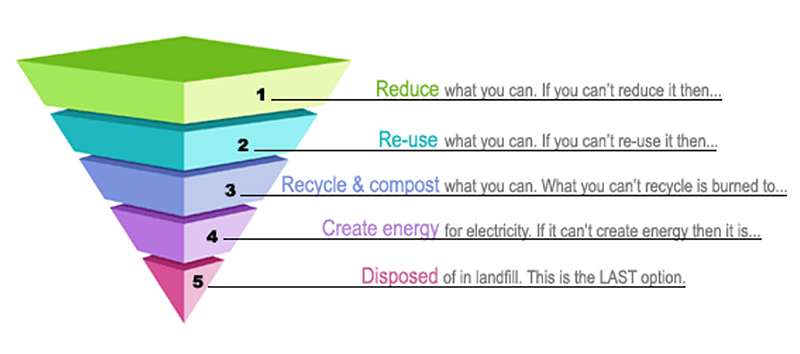 1 Reduce what you can. If you can't reduce it then...
2 Re-use what you can. If you can't re-use it then...
3 Recycle & compost what you can. What you can't recycle is burned to...
4 Create energy for electricity. If it can't create energy then it is...
5 Disposed of in landfill. This is the LAST option.